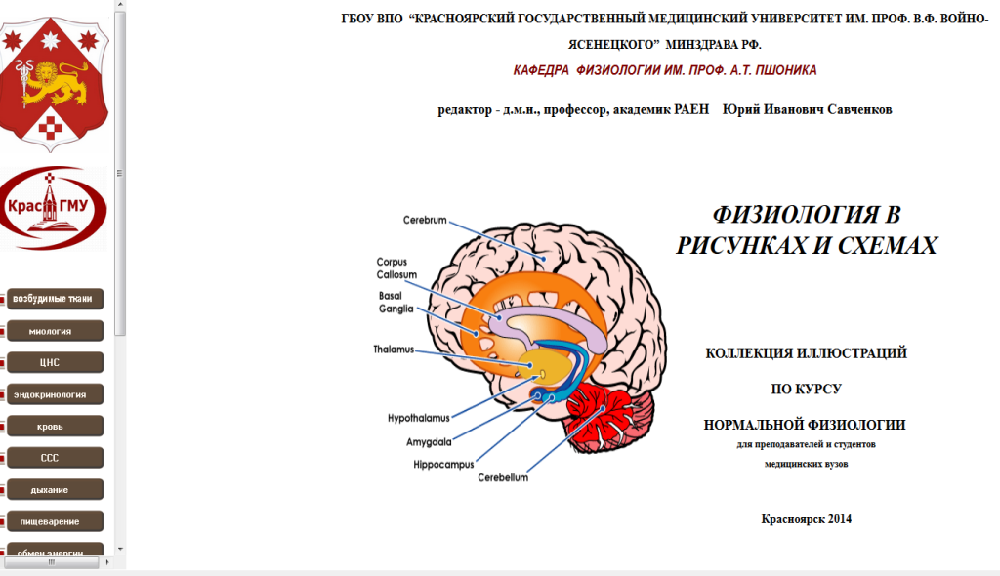 ГБОУ ВПО “КРАСНОЯРСКИЙ ГОСУДАРСТВЕННЫЙ МЕДИЦИНСКИЙ УНИВЕРСИТЕТ ИМ. ПРОФ. В.Ф. ВОЙНО-
ЯСЕНЕЦКОГО” МИНЗДРАВА РФ.
КАФЕДРА ФИЗИОЛОГИИ ИМ. ПРОФ. А.Т. ПШОНИКА
редактор - д.м.н., профессор, академик РАЕН Юрий Иванович Савченков
КрасГМУ
возбудимые ткани
миология
ЦНС
эндокринология
кровь
ССС
дыхание
пищеварение
обмен энергии
Cerebrum
Corpus
Callosum
Basal
Ganglia
Thalamus
Hypothalamus
Amygdala
Hippocampus
Cerebellum
ФИЗИОЛОГИЯ В
РИСУНКАХ И СХЕМАХ
КОЛЛЕКЦИЯ ИЛЛЮСТРАЦИЙ
ПО КУРСУ
НОРМАЛЬНОЙ ФИЗИОЛОГИИ
для преподавателей и студентов
медицинских вузов
Красноярск 2014